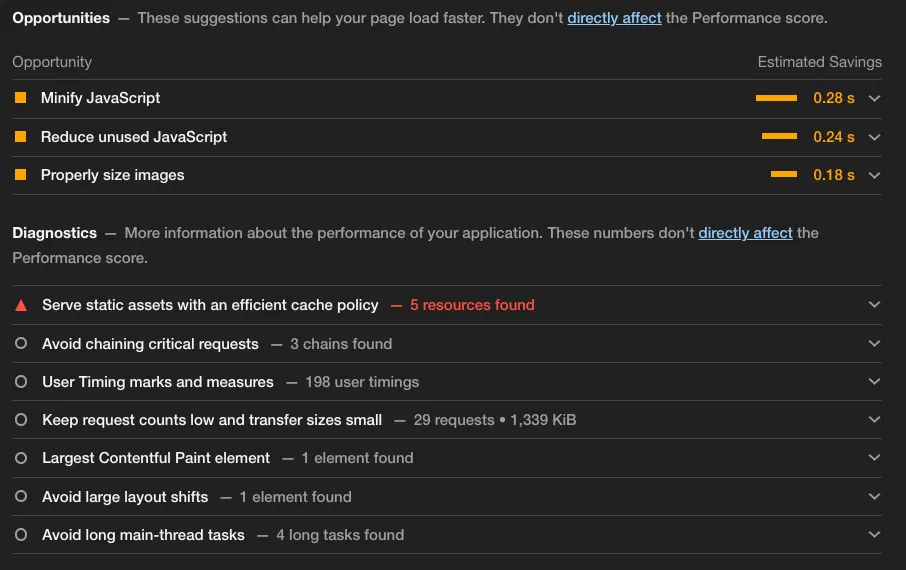 Opportunities — These suggestions can help your page load faster. They don't directly affect the Performance score.
Opportunity Estimated Savings
Minify JavaScript 0.28 s
Reduce unused JavaScript 0.24 s
Properly size images 0.18 s
Diagnostics — More information about the performance of your application. These numbers don't directly affect the
Performance score.
Serve static assets with an efficient cache policy — 5 resources found
Avoid chaining critical requests — 3 chains found
User Timing marks and measures — 198 user timings
Keep request counts low and transfer sizes small — 29 requests • 1,339 KiB
Largest Contentful Paint element — 1 element found
Avoid large layout shifts — 1 element found
Avoid long main-thread tasks — 4 long tasks found